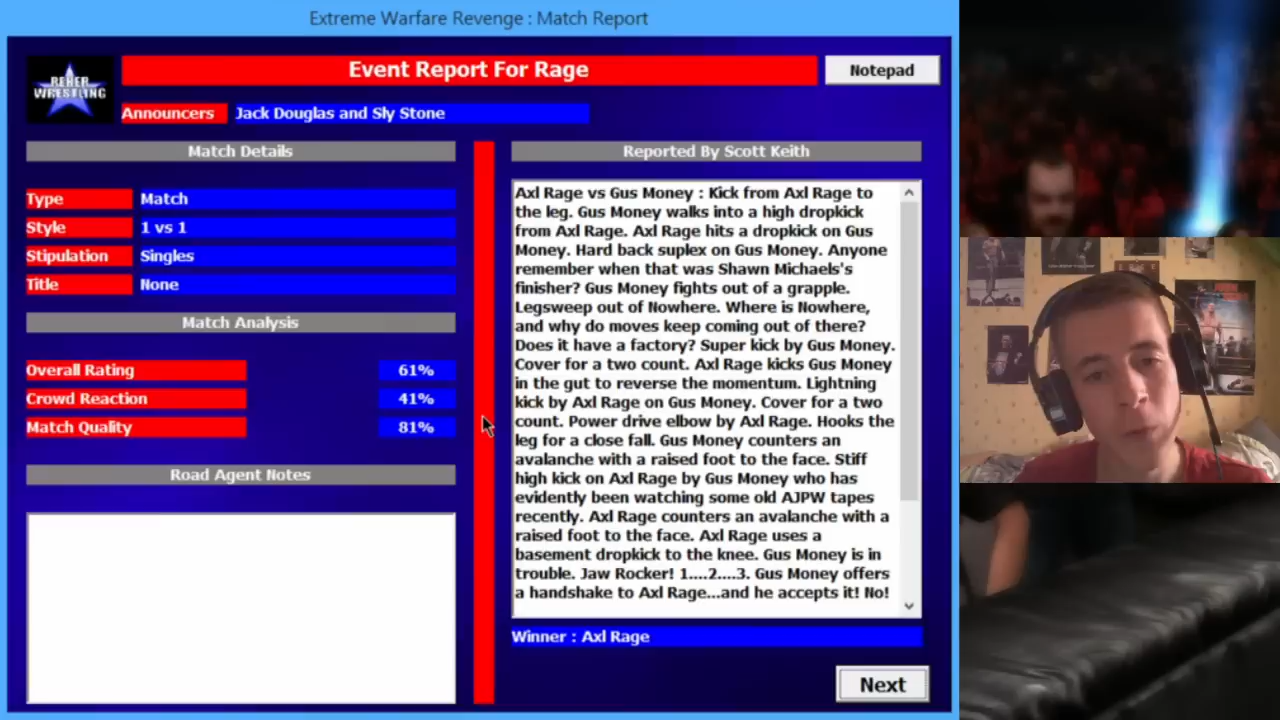 Extreme Warfare Revenge : Match Report
REHER
WRESTLING
Event Report For Rage
Notepad
Announcers
Jack Douglas and Sly Stone
Match Details
Type
Match
Style
1 vs 1
Stipulation
Singles
Title
None
Match Analysis
Overall Rating
61%
Crowd Reaction
41%
Match Quality
81%
Road Agent Notes
Reported By Scott Keith
Axl Rage vs Gus Money : Kick from Axl Rage to
the leg. Gus Money walks into a high dropkick
from Axl Rage. Axl Rage hits a dropkick on Gus
Money. Hard back suplex on Gus Money. Anyone
remember when that was Shawn Michaels's
finisher? Gus Money fights out of a grapple.
Legsweep out of Nowhere. Where is Nowhere,
and why do moves keep coming out of there?
Does it have a factory? Super kick by Gus Money.
Cover for a two count. Axl Rage kicks Gus Money
in the gut to reverse the momentum. Lightning
kick by Axl Rage on Gus Money. Cover for a two
count. Power drive elbow by Axl Rage. Hooks the
leg for a close fall. Gus Money counters an
avalanche with a raised foot to the face. Stiff
high kick on Axl Rage by Gus Money who has
evidently been watching some old AJPW tapes
recently. Axl Rage counters an avalanche with a
raised foot to the face. Axl Rage uses a
basement dropkick to the knee. Gus Money is in
trouble. Jaw Rocker! 1....2....3. Gus Money offers
a handshake to Axl Rage...and he accepts it! No!
Winner : Axl Rage
Next